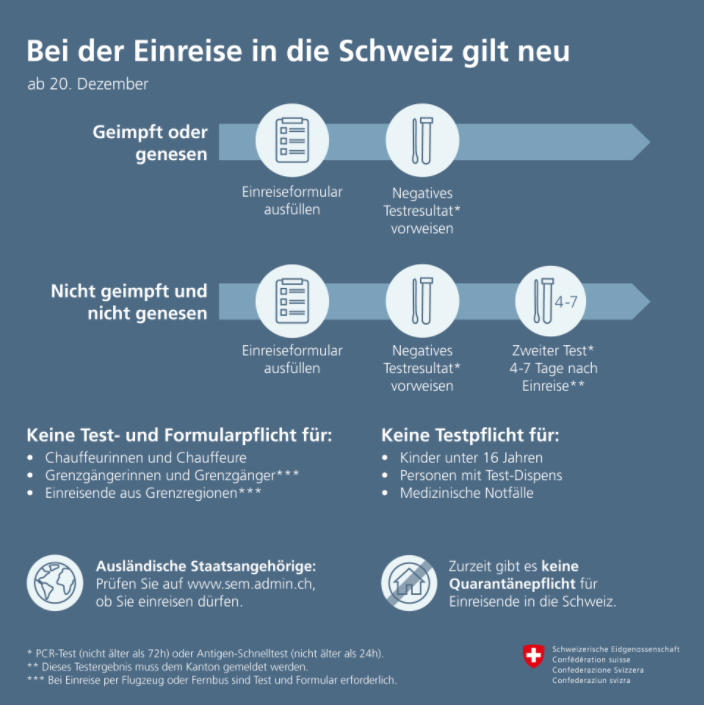 Bei der Einreise in die Schweiz gilt neu
ab 20. Dezember
Geimpft oder
genesen
Einreiseformular
ausfüllen
Negatives
Testresultat*
vorweisen
Nicht geimpft und
nicht genesen
4-7
Einreiseformular
ausfüllen
Negatives
Testresultat*
vorweisen
Zweiter Test*
4-7 Tage nach
Einreise**
Keine Test- und Formularpflicht für:
• Chauffeurinnen und Chauffeure
• Grenzgängerinnen und Grenzgänger***
• Einreisende aus Grenzregionen***
Keine Testpflicht für:
• Kinder unter 16 Jahren
• Personen mit Test-Dispens
• Medizinische Notfälle
Ausländische Staatsangehörige:
Prüfen Sie auf www.sem.admin.ch,
ob Sie einreisen dürfen.
Zurzeit gibt es keine
Quarantänepflicht für
Einreisende in die Schweiz.
* PCR-Test (nicht älter als 72h) oder Antigen-Schnelltest (nicht älter als 24h).
** Dieses Testergebnis muss dem Kanton gemeldet werden.
*** Bei Einreise per Flugzeug oder Fernbus sind Test und Formular erforderlich.
Schweizerische Eidgenossenschaft
Confédération suisse
Confederazione Svizzera
Confederaziun svizra